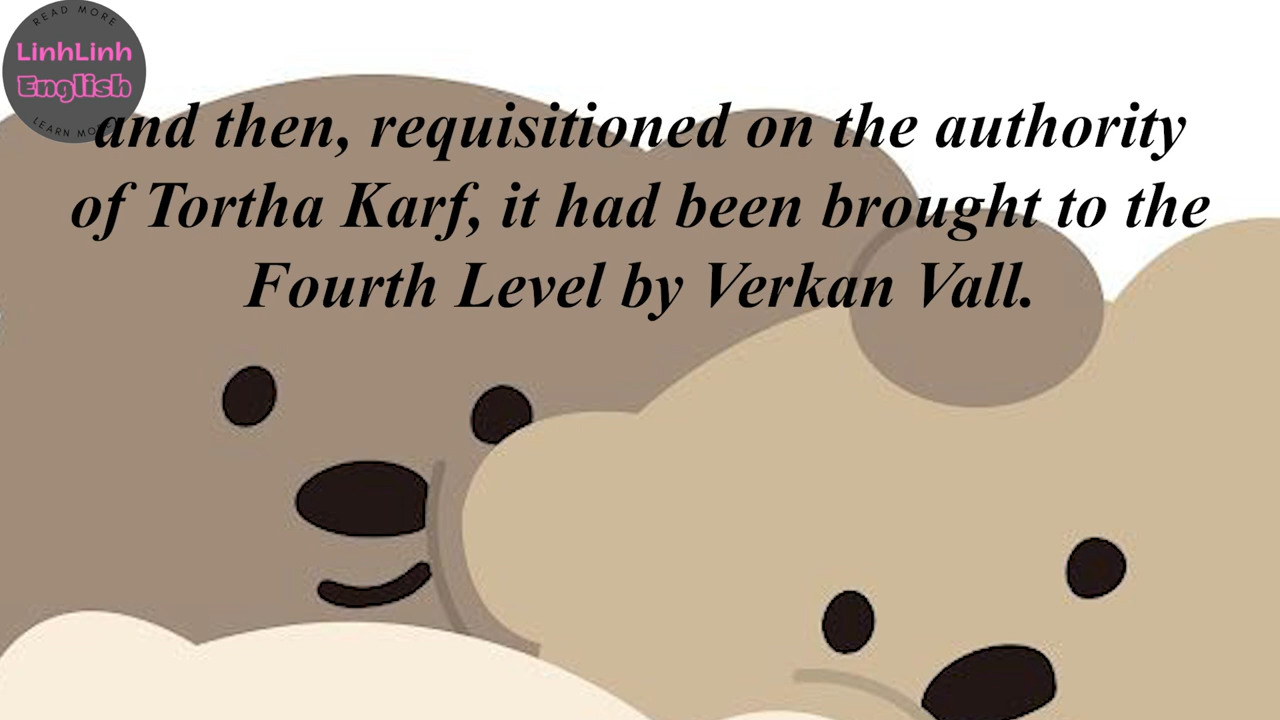 READ MORE
LinhLinh
English
LEARN MO
and then, requisitioned on the authority
of Tortha Karf, it had been brought to the
Fourth Level by Verkan Vall.